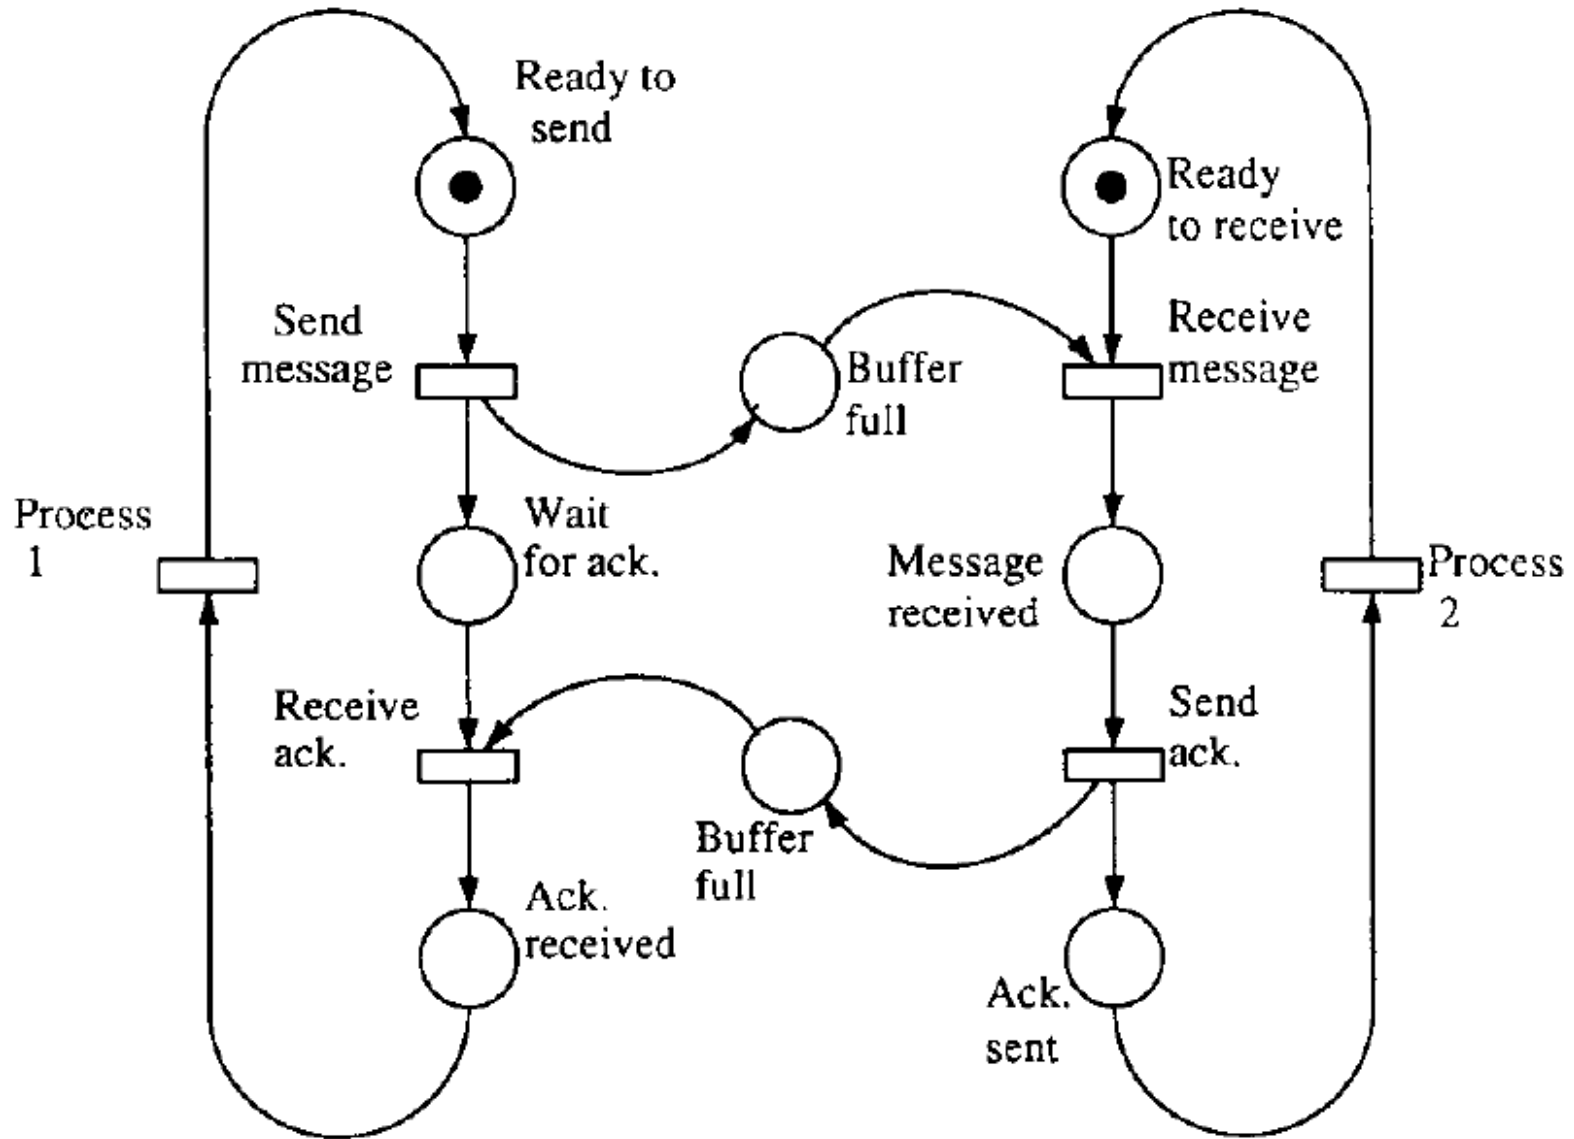 Ready to
send
Ready
to receive
Send
message
Receive
message
Buffer
full
Process
1
Wait
for ack.
Message
received
Process
2
Receive
ack.
Send
ack.
Buffer
full
Ack.
received
Ack.
sent